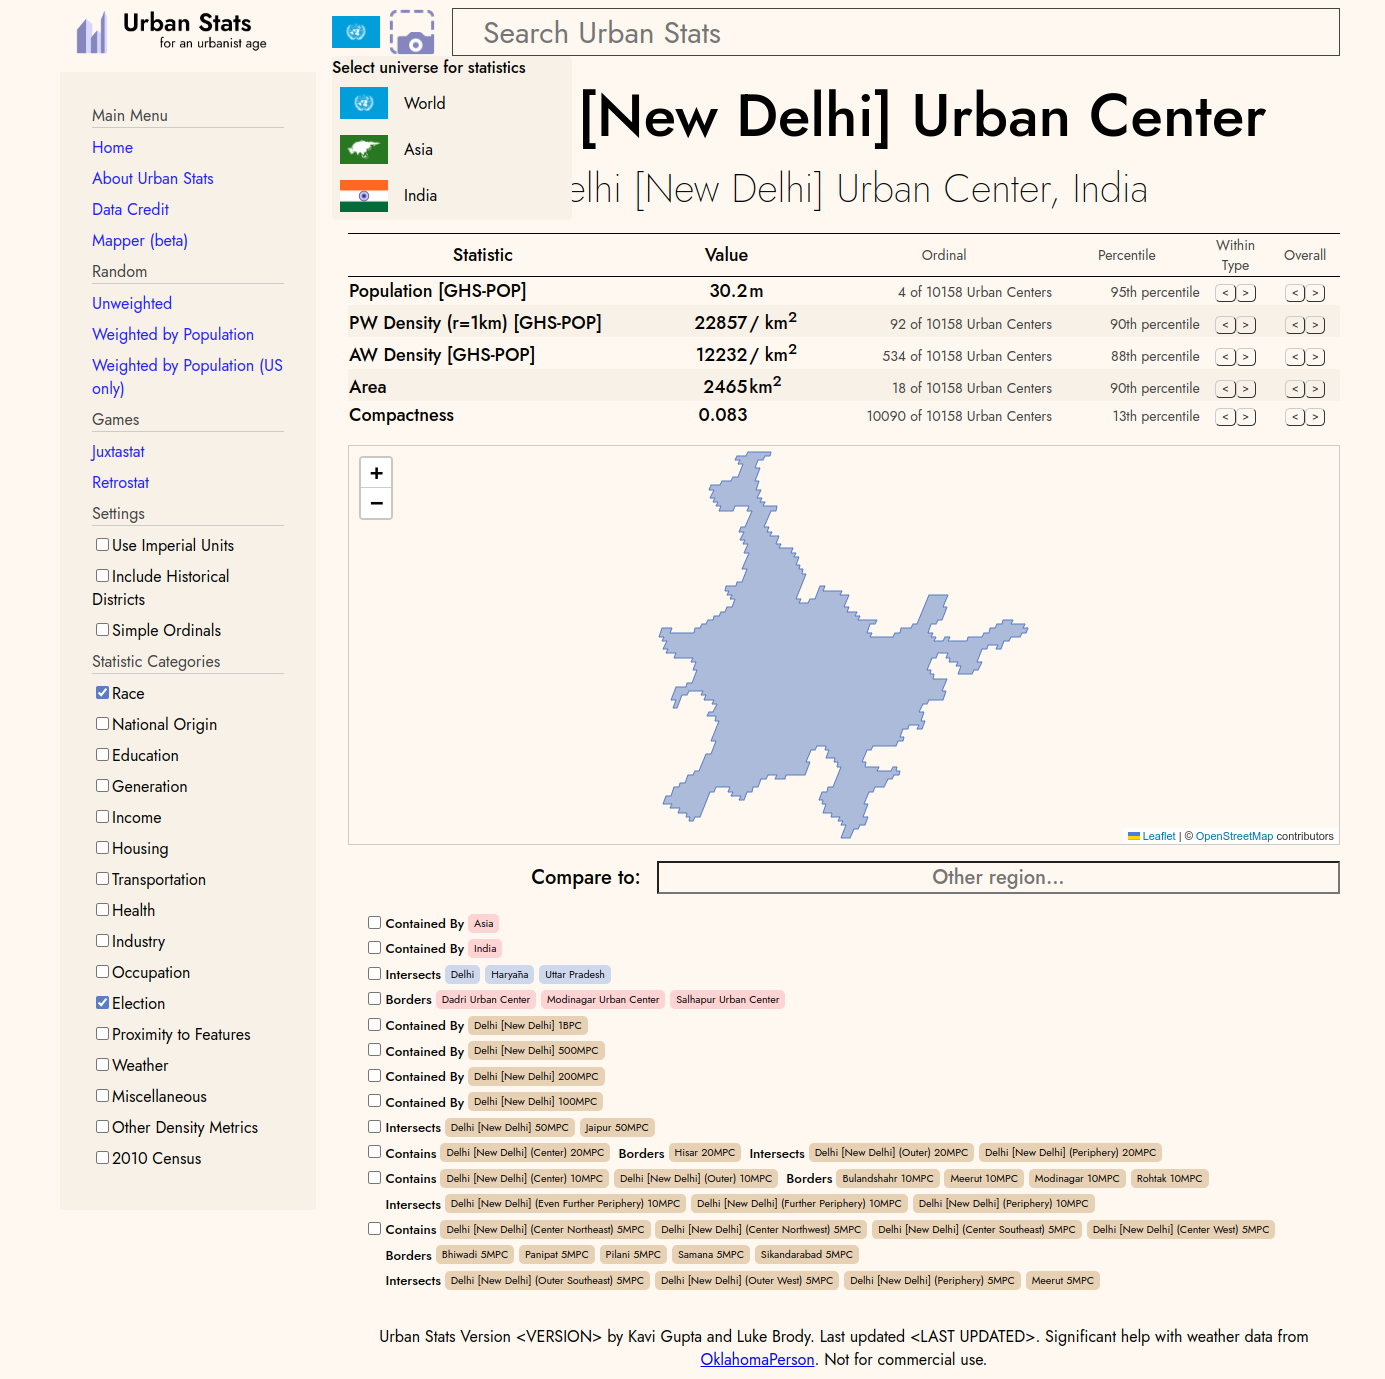 Urban Stats
for an urbanist age
Search Urban Stats
Select universe for statistics
World
Asia
India
[New Delhi] Urban Center
elhi [New Delhi] Urban Center, India
Main Menu
Home
About Urban Stats
Data Credit
Mapper (beta)
Random
Unweighted
Weighted by Population
Weighted by Population (US
only)
Games
Juxtastat
Retrostat
Settings
Use Imperial Units
Include Historical
Districts
Simple Ordinals
Statistic Categories
Race
National Origin
Education
Generation
Income
Housing
Transportation
Health
Industry
Occupation
Election
Proximity to Features
Weather
Miscellaneous
Other Density Metrics
2010 Census
Statistic Value Ordinal Percentile Within Type Overall
Population [GHS-POP] 30.2 m 4 of 10158 Urban Centers 95th percentile < > < >
PW Density (r=1km) [GHS-POP] 22857 / km² 92 of 10158 Urban Centers 90th percentile < > < >
AW Density [GHS-POP] 12232 / km² 534 of 10158 Urban Centers 88th percentile < > < >
Area 2465 km² 18 of 10158 Urban Centers 90th percentile < > < >
Compactness 0.083 10090 of 10158 Urban Centers 13th percentile < > < >
+
−
Leaflet | © OpenStreetMap contributors
Compare to: Other region...
Contained By Asia
Contained By India
Intersects Delhi Haryāna Uttar Pradesh
Borders Dadri Urban Center Modinagar Urban Center Salhapur Urban Center
Contained By Delhi [New Delhi] 1BPC
Contained By Delhi [New Delhi] 500MPC
Contained By Delhi [New Delhi] 200MPC
Contained By Delhi [New Delhi] 100MPC
Intersects Delhi [New Delhi] 50MPC Jaipur 50MPC
Contains Delhi [New Delhi] (Center) 20MPC Borders Hisar 20MPC Intersects Delhi [New Delhi] (Outer) 20MPC Delhi [New Delhi] (Periphery) 20MPC
Contains Delhi [New Delhi] (Center) 10MPC Delhi [New Delhi] (Outer) 10MPC Borders Bulandshahr 10MPC Meerut 10MPC Modinagar 10MPC Rohtak 10MPC
Intersects Delhi [New Delhi] (Even Further Periphery) 10MPC Delhi [New Delhi] (Further Periphery) 10MPC Delhi [New Delhi] (Periphery) 10MPC
Contains Delhi [New Delhi] (Center Northeast) 5MPC Delhi [New Delhi] (Center Northwest) 5MPC Delhi [New Delhi] (Center Southeast) 5MPC Delhi [New Delhi] (Center West) 5MPC
Borders Bhiwadi 5MPC Panipat 5MPC Pilani 5MPC Samana 5MPC Sikandarabad 5MPC
Intersects Delhi [New Delhi] (Outer Southeast) 5MPC Delhi [New Delhi] (Outer West) 5MPC Delhi [New Delhi] (Periphery) 5MPC Meerut 5MPC
Urban Stats Version <VERSION> by Kavi Gupta and Luke Brody. Last updated <LAST UPDATED>. Significant help with weather data from
OklahomaPerson. Not for commercial use.